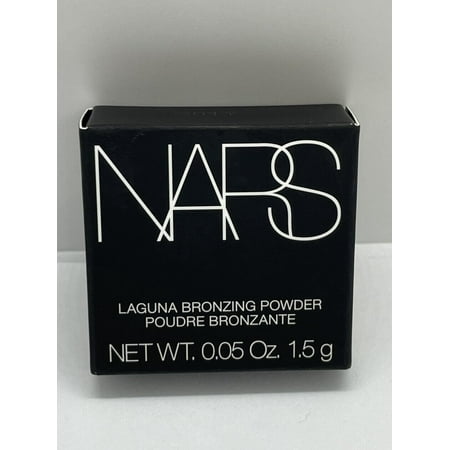 NARS
LAGUNA BRONZING POWDER
POUDRE BRONZANTE
NET WT. 0.05 Oz. 1.5 g